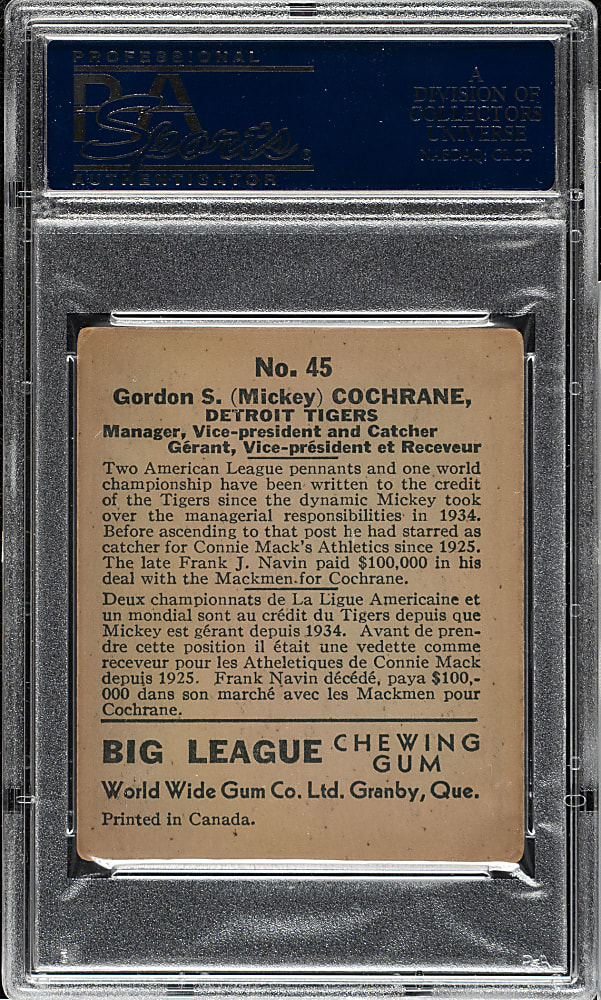 PROFESSIONAL
PSA
Sports
AUTHENTICATOR
A
DIVISION OF
COLLECTORS
UNIVERSE
NASDAQ: CLCT
No. 45
Gordon S. (Mickey) COCHRANE,
DETROIT TIGERS
Manager, Vice-president and Catcher
Gérant, Vice-président et Receveur
Two American League pennants and one world
championship have been written to the credit
of the Tigers since the dynamic Mickey took
over the managerial responsibilities in 1934.
Before ascending to that post he had starred as
catcher for Connie Mack's Athletics since 1925.
The late Frank J. Navin paid $100,000 in his
deal with the Mackmen for Cochrane.
Deux championnats de La Ligue Americaine et
un mondial sont au crédit du Tigers depuis que
Mickey est gérant depuis 1934. Avant de pren-
dre cette position il était une vedette comme
receveur pour les Atheletiques de Connie Mack
depuis 1925. Frank Navin décédé, paya $100,-
000 dans son marché avec les Mackmen pour
Cochrane.
BIG LEAGUE CHEWING
GUM
World Wide Gum Co. Ltd. Granby, Que.
Printed in Canada.
PSA